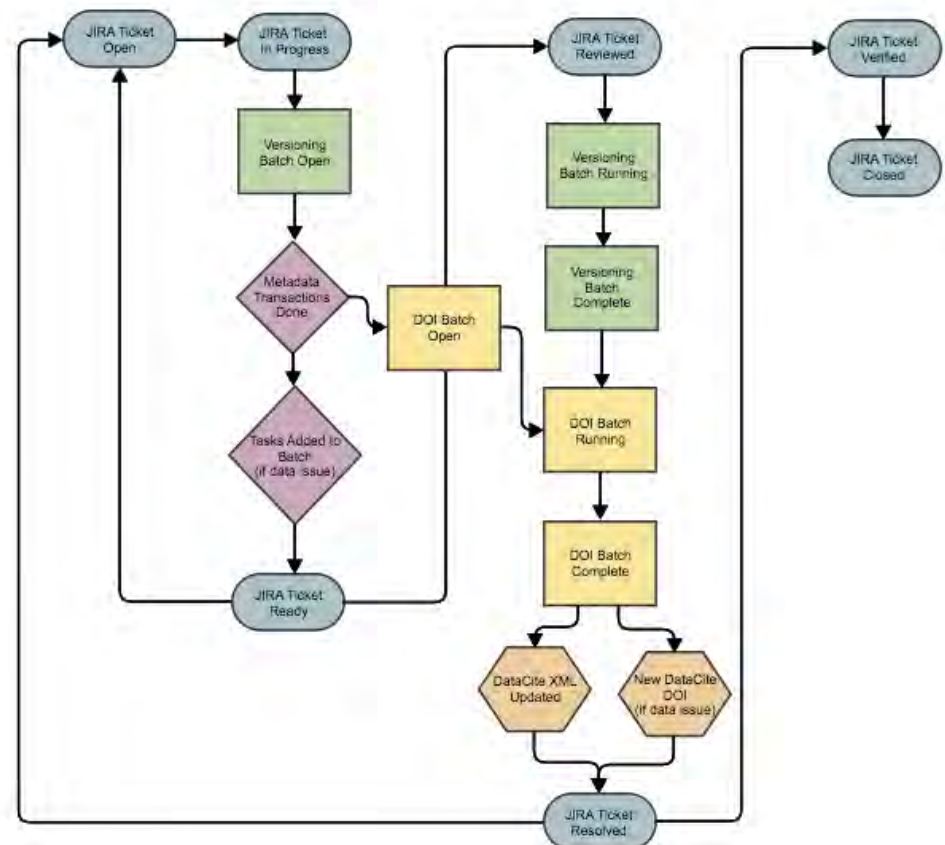 JIRA Ticket
Open
JIRA Ticket
In Progress
Versioning
Batch Open
Metadata
Transactions
Done
Tasks Added to
Batch
(if data issue)
JIRA Ticket
Ready
DOI Batch
Open
JIRA Ticket
Reviewed
Versioning
Batch Running
Versioning
Batch
Complete
DOI Batch
Running
DOI Batch
Complete
DataCite XML
Updated
New DataCite
DOI
(if data issue)
JIRA Ticket
Resolved
JIRA Ticket
Verified
JIRA Ticket
Closed